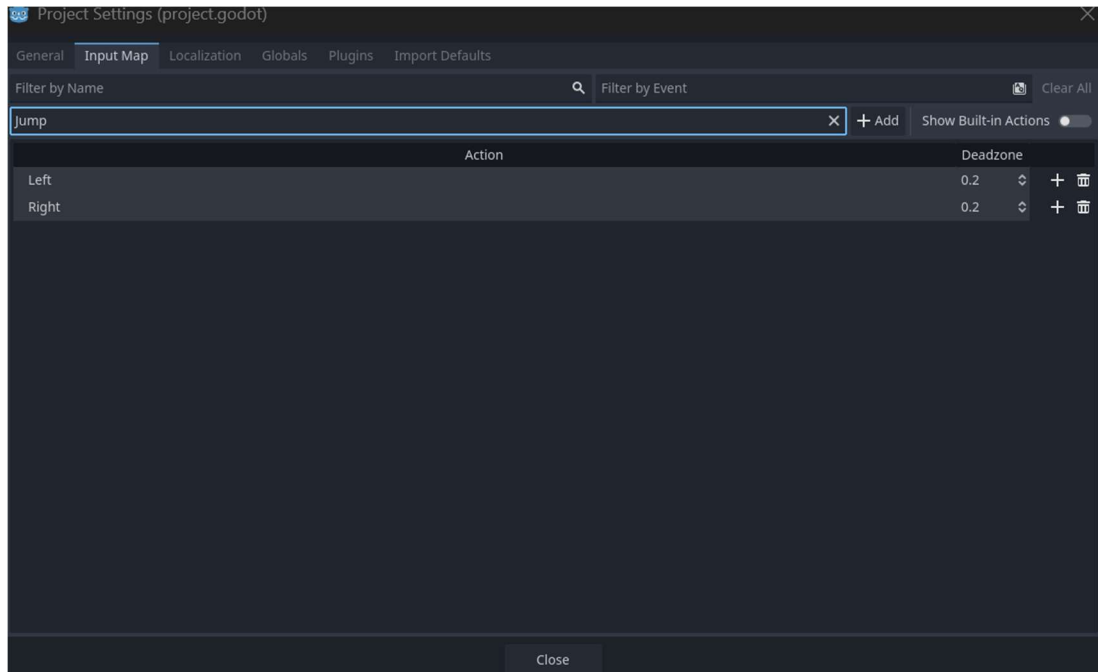 Project Settings (project.godot)
General Input Map Localization Globals Plugins Import Defaults
Filter by Name Filter by Event Clear All
Jump + Add Show Built-in Actions
Action Deadzone
Left 0.2
Right 0.2
Close